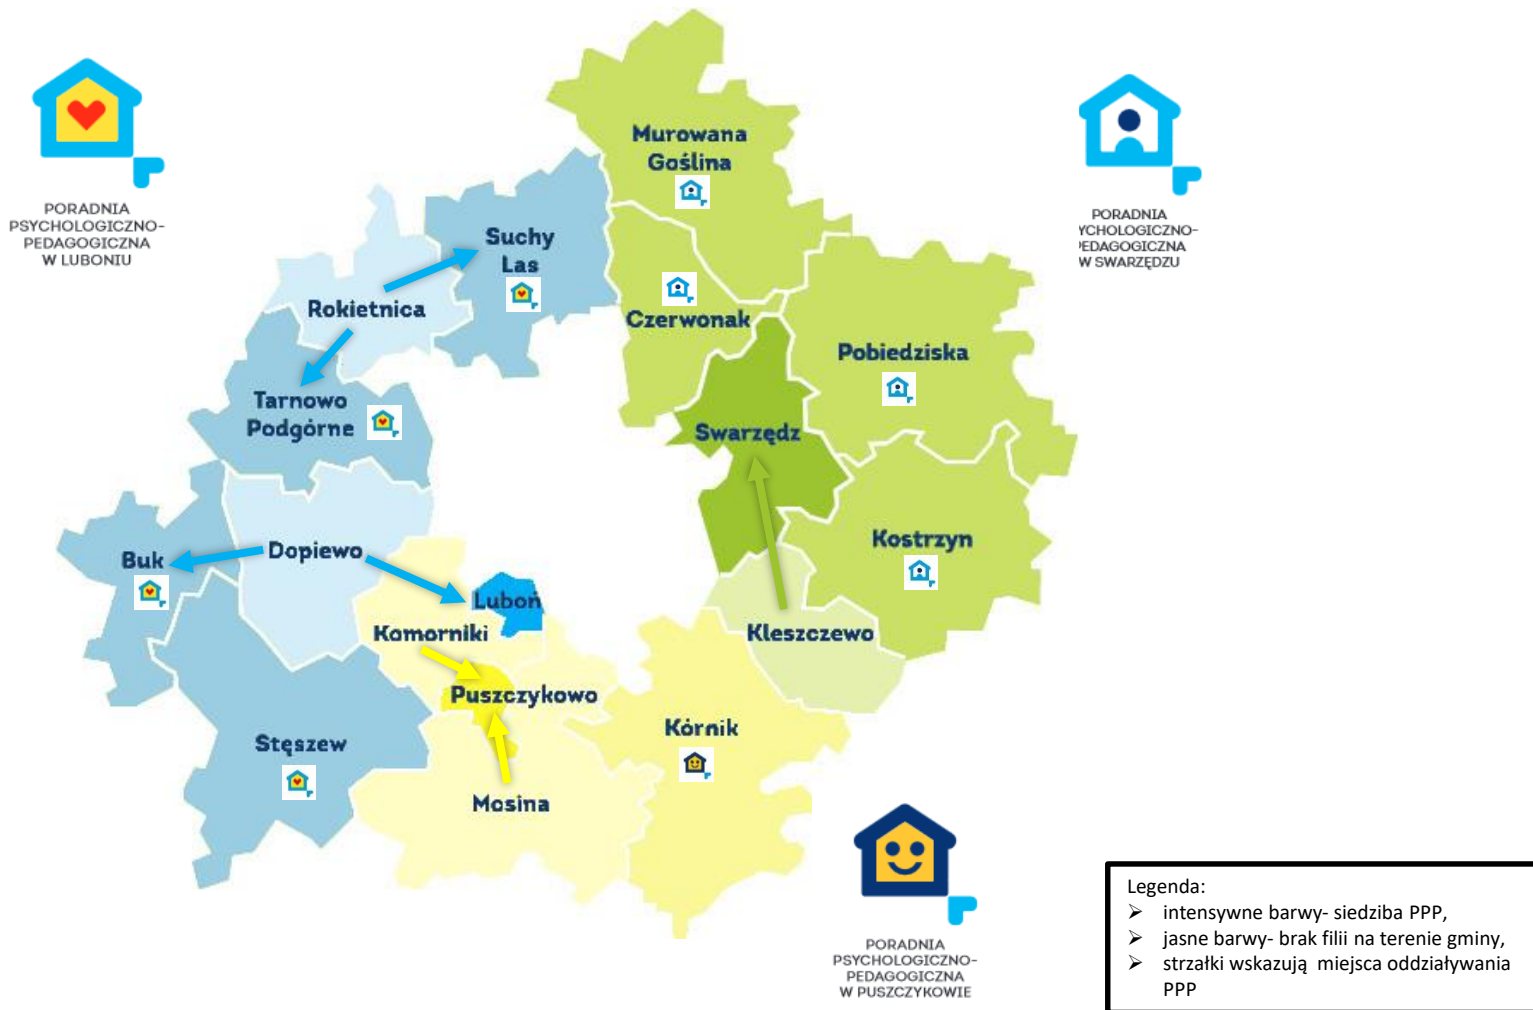 PORADNIA
PSYCHOLOGICZNO-
PEDAGOGICZNA
W LUBONIU
PORADNIA
YCHOLOGICZNO-
EDAGOGICZNA
W SWARZĘDZU
Murowana
Goślina
Suchy
Las
Rokietnica
Czerwonak
Pobiedziska
Tarnowo
Podgórne
Swarzędz
Buk
Dopiewo
Kostrzyn
Luboń
Komorniki
Kleszczewo
Puszczykowo
Kórnik
Stęszew
Mosina
PORADNIA
PSYCHOLOGICZNO-
PEDAGOGICZNA
W PUSZCZYKOWIE
Legenda:
➢ intensywne barwy- siedziba PPP,
➢ jasne barwy- brak filii na terenie gminy,
➢ strzałki wskazują miejsca oddziaływania
PPP